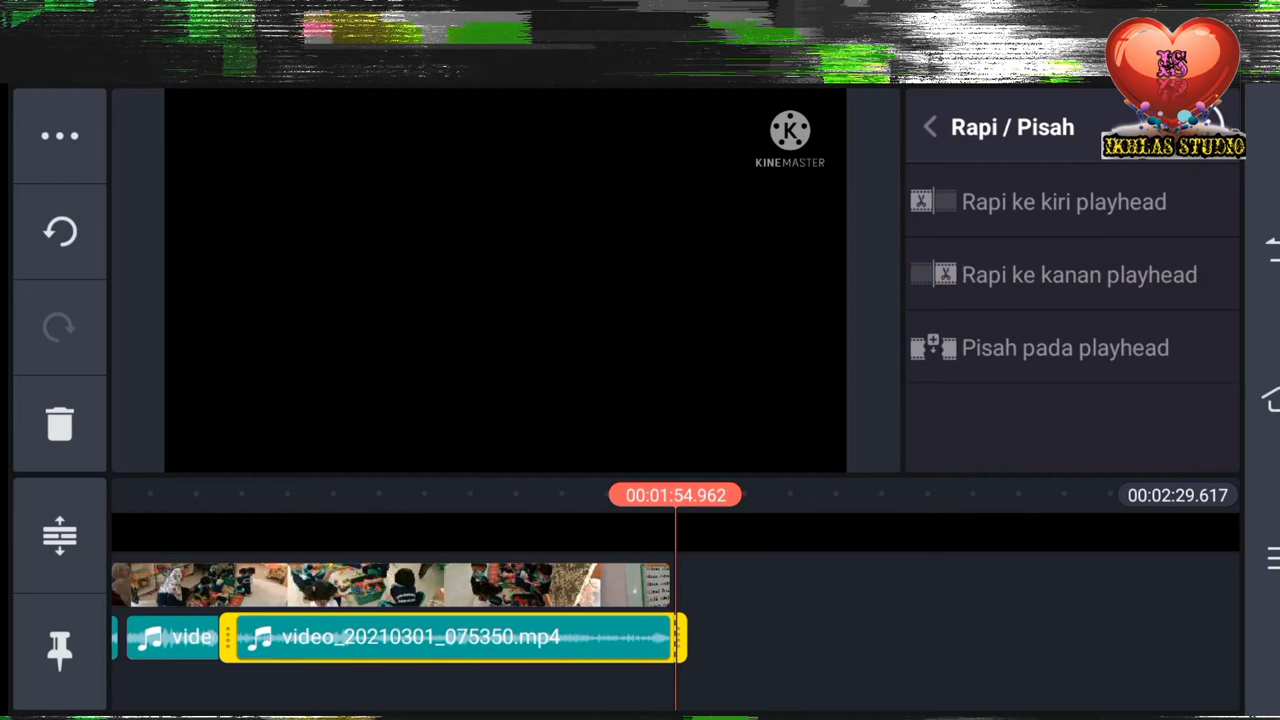 XS
IKHLAS STUDIO
Rapi / Pisah
K
KINEMASTER
Rapi ke kiri playhead
Rapi ke kanan playhead
Pisah pada playhead
00:01:54.962
00:02:29.617
vide
video_20210301_075350.mp4